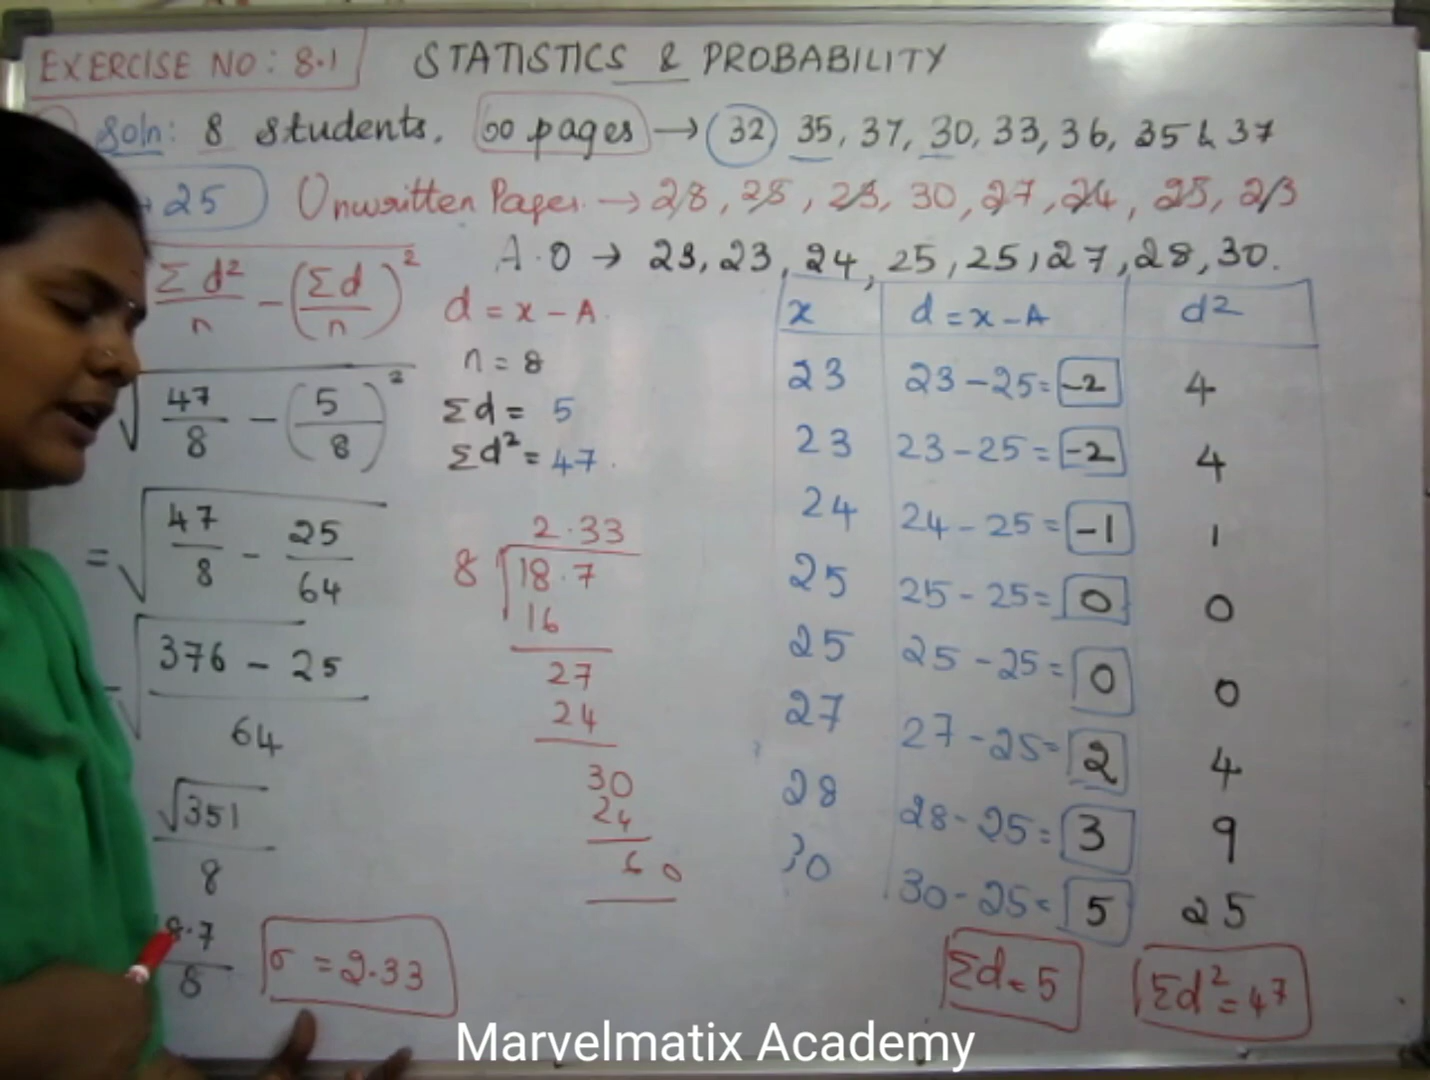 EXERCISE NO: 8.1
STATISTICS & PROBABILITY
Soln: 8 students. 60 pages → 32, 35, 37, 30, 33, 36, 35 & 37
25
Unwritten Pages → 28, 25, 23, 30, 27, 24, 25, 23
A.O → 23, 23, 24, 25, 25, 27, 28, 30.
Σd²/n − (Σd/n)²
d = x − A.
n = 8
√ 47/8 − (5/8)²
Σd = 5
Σd² = 47.
= √ 47/8 − 25/64
√ 376 − 25 / 64
√351 / 8
8.7 / 8
σ = 2.33
2.33
8 18.7
16
27
24
30
24
60
x d = x − A d²
23 23 − 25 = −2 4
23 23 − 25 = −2 4
24 24 − 25 = −1 1
25 25 − 25 = 0 0
25 25 − 25 = 0 0
27 27 − 25 = 2 4
28 28 − 25 = 3 9
30 30 − 25 = 5 25
Σd = 5 Σd² = 47
Marvelmatix Academy